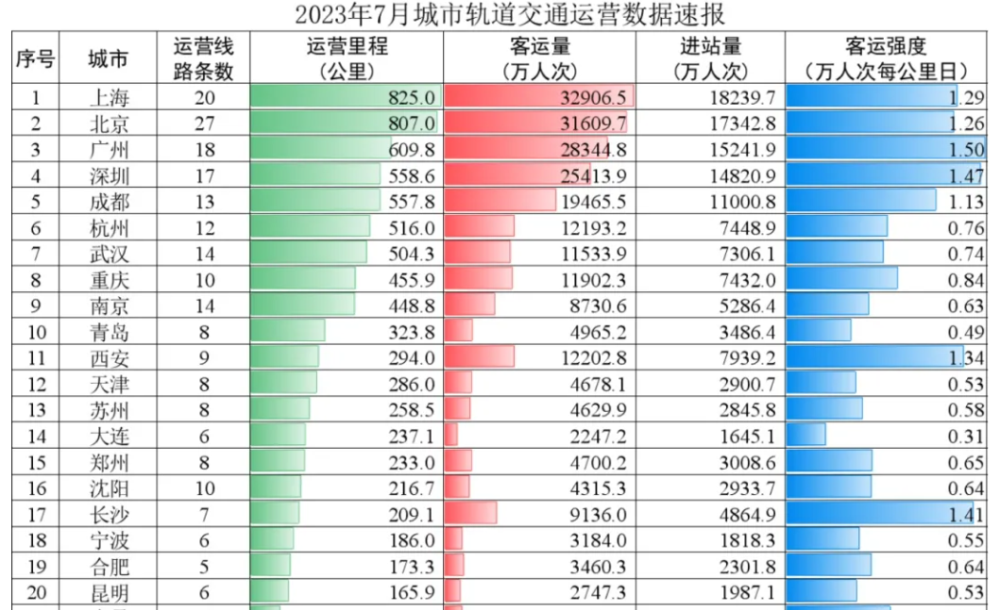 2023年7月城市轨道交通运营数据速报
序号 城市 运营线路条数 运营里程（公里） 客运量（万人次） 进站量（万人次） 客运强度（万人次每公里日）
1 上海 20 825.0 32906.5 18239.7 1.29
2 北京 27 807.0 31609.7 17342.8 1.26
3 广州 18 609.8 28344.8 15241.9 1.50
4 深圳 17 558.6 25413.9 14820.9 1.47
5 成都 13 557.8 19465.5 11000.8 1.13
6 杭州 12 516.0 12193.2 7448.9 0.76
7 武汉 14 504.3 11533.9 7306.1 0.74
8 重庆 10 455.9 11902.3 7432.0 0.84
9 南京 14 448.8 8730.6 5286.4 0.63
10 青岛 8 323.8 4965.2 3486.4 0.49
11 西安 9 294.0 12202.8 7939.2 1.34
12 天津 8 286.0 4678.1 2900.7 0.53
13 苏州 8 258.5 4629.9 2845.8 0.58
14 大连 6 237.1 2247.2 1645.1 0.31
15 郑州 8 233.0 4700.2 3008.6 0.65
16 沈阳 10 216.7 4315.3 2933.7 0.64
17 长沙 7 209.1 9136.0 4864.9 1.41
18 宁波 6 186.0 3184.0 1818.3 0.55
19 合肥 5 173.3 3460.3 2301.8 0.64
20 昆明 6 165.9 2747.3 1987.1 0.53